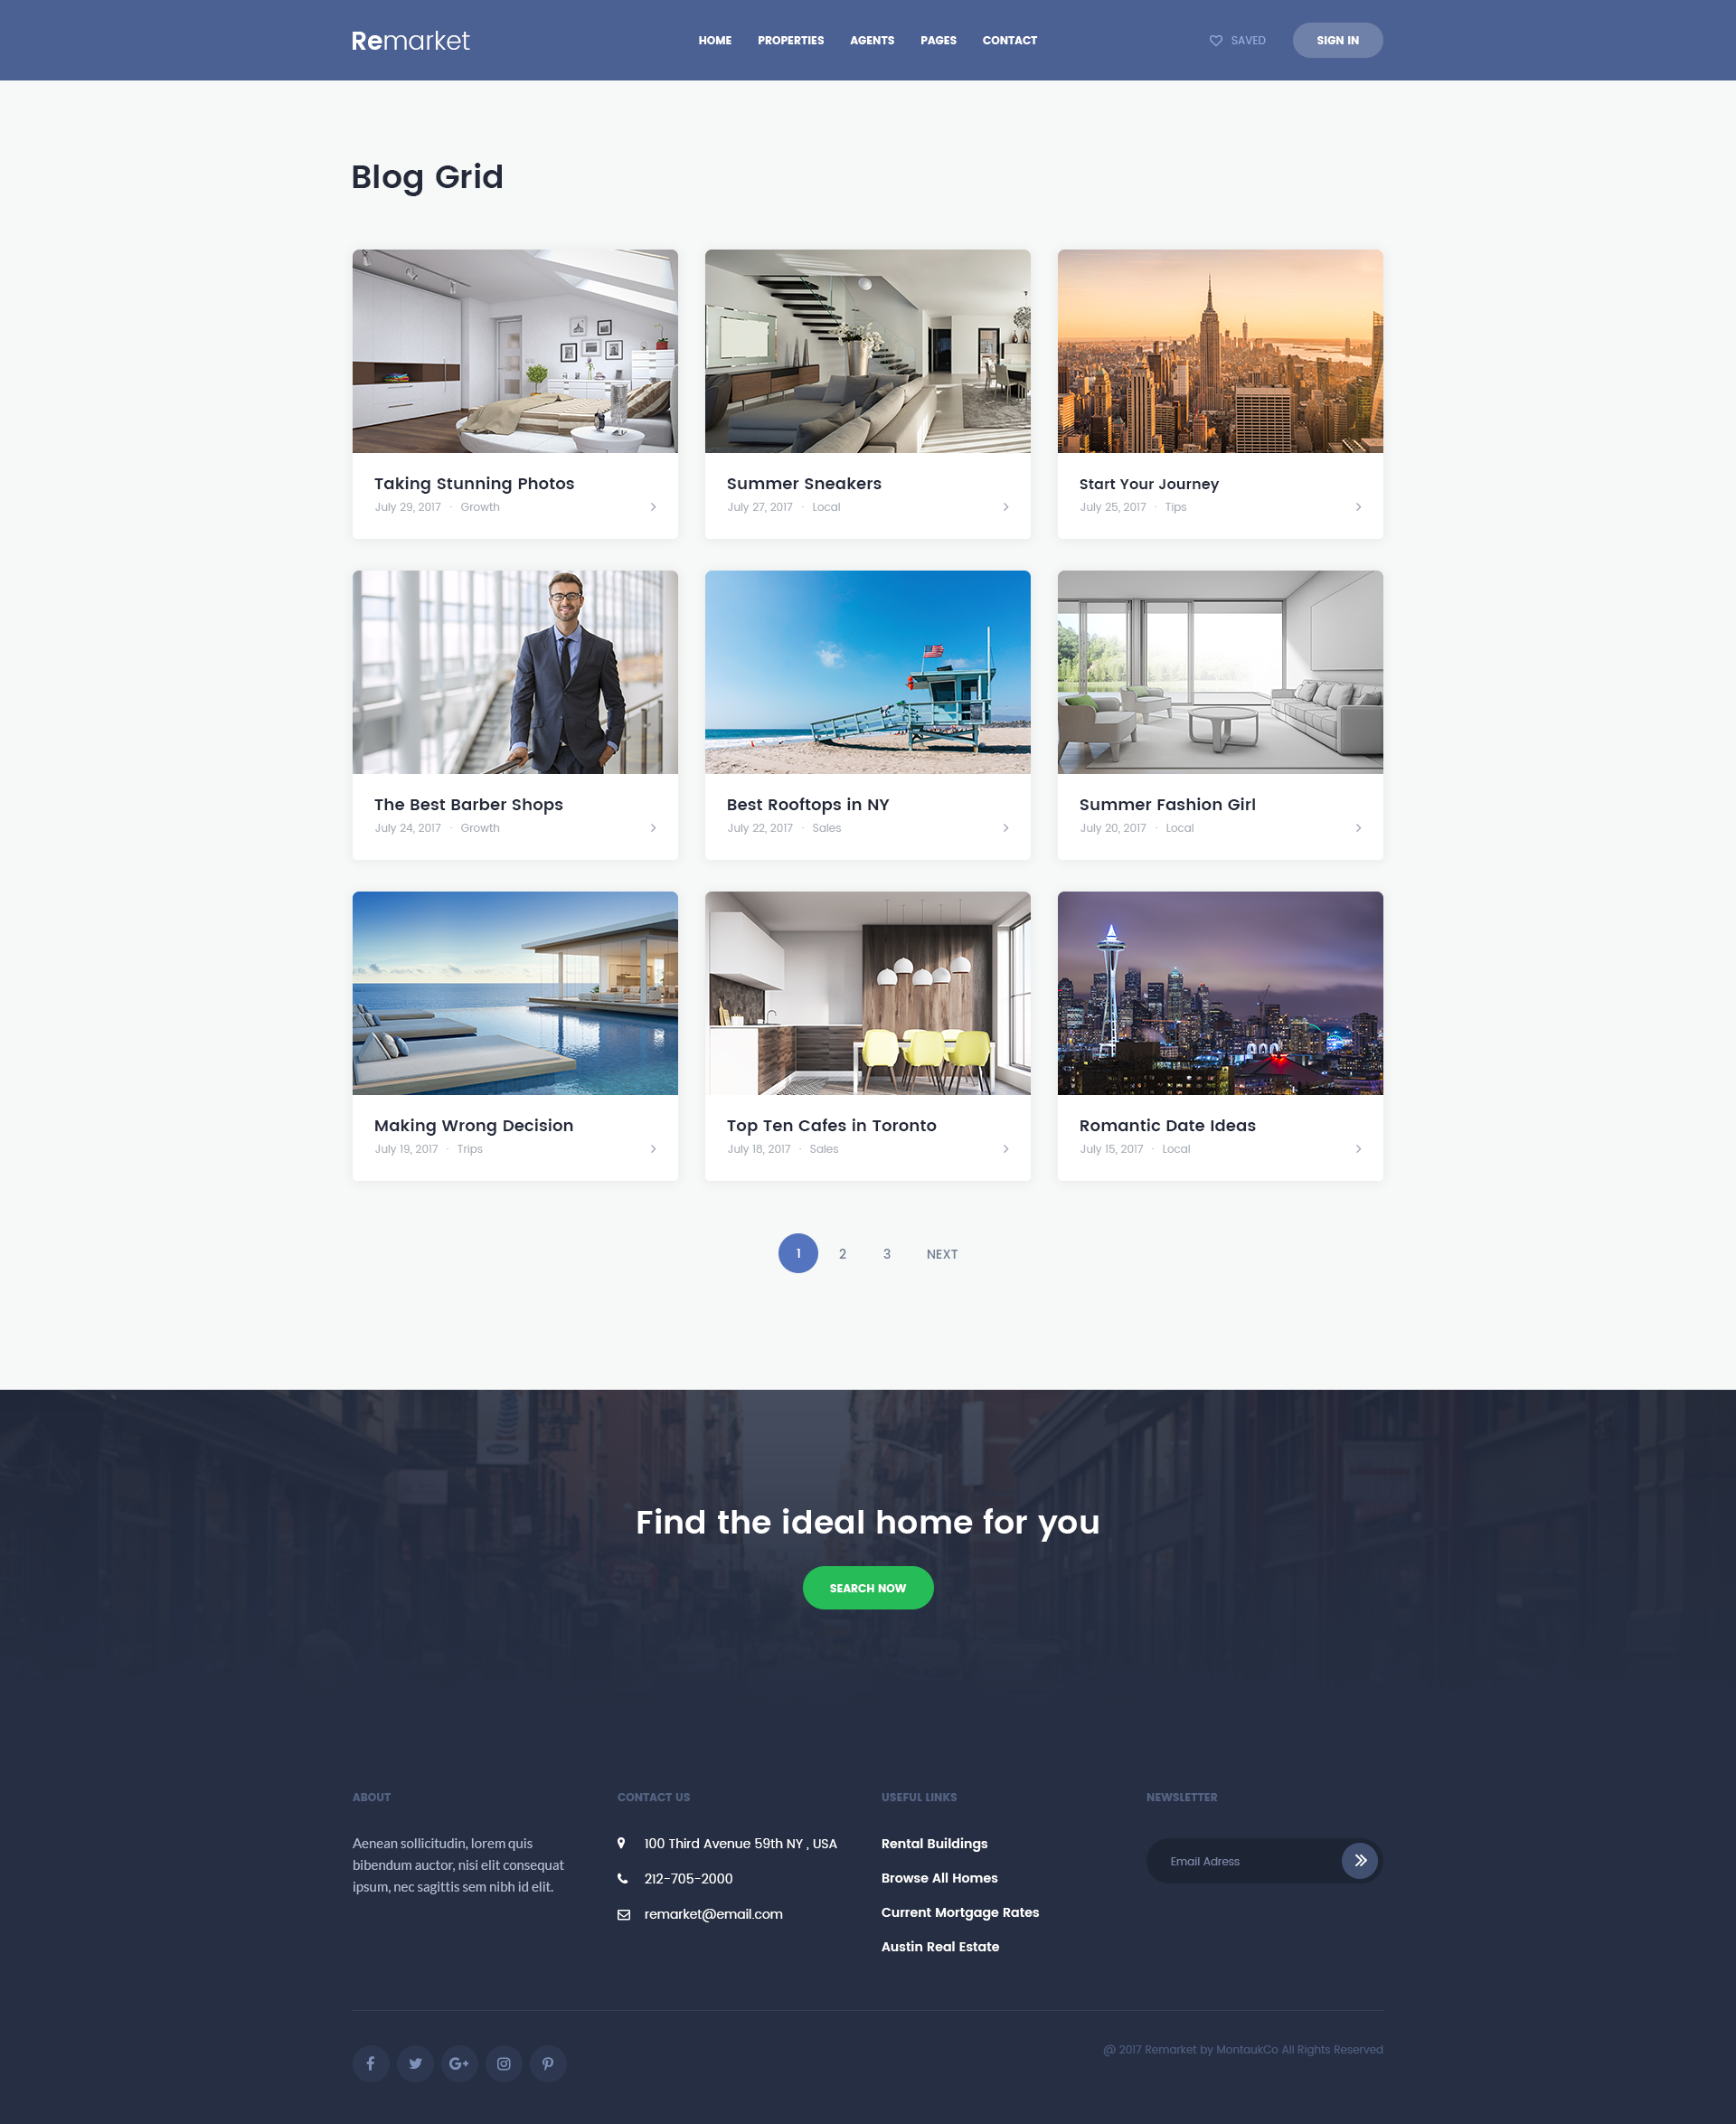 Remarket
HOME PROPERTIES AGENTS PAGES CONTACT
SAVED
SIGN IN
Blog Grid
Taking Stunning Photos
July 29, 2017 · Growth
Summer Sneakers
July 27, 2017 · Local
Start Your Journey
July 25, 2017 · Tips
The Best Barber Shops
July 24, 2017 · Growth
Best Rooftops in NY
July 22, 2017 · Sales
Summer Fashion Girl
July 20, 2017 · Local
Making Wrong Decision
July 19, 2017 · Trips
Top Ten Cafes in Toronto
July 18, 2017 · Sales
Romantic Date Ideas
July 15, 2017 · Local
1 2 3 NEXT
Find the ideal home for you
SEARCH NOW
ABOUT
Aenean sollicitudin, lorem quis
bibendum auctor, nisi elit consequat
ipsum, nec sagittis sem nibh id elit.
CONTACT US
100 Third Avenue 59th NY , USA
212-705-2000
remarket@email.com
USEFUL LINKS
Rental Buildings
Browse All Homes
Current Mortgage Rates
Austin Real Estate
NEWSLETTER
Email Adress
@ 2017 Remarket by MontaukCo All Rights Reserved